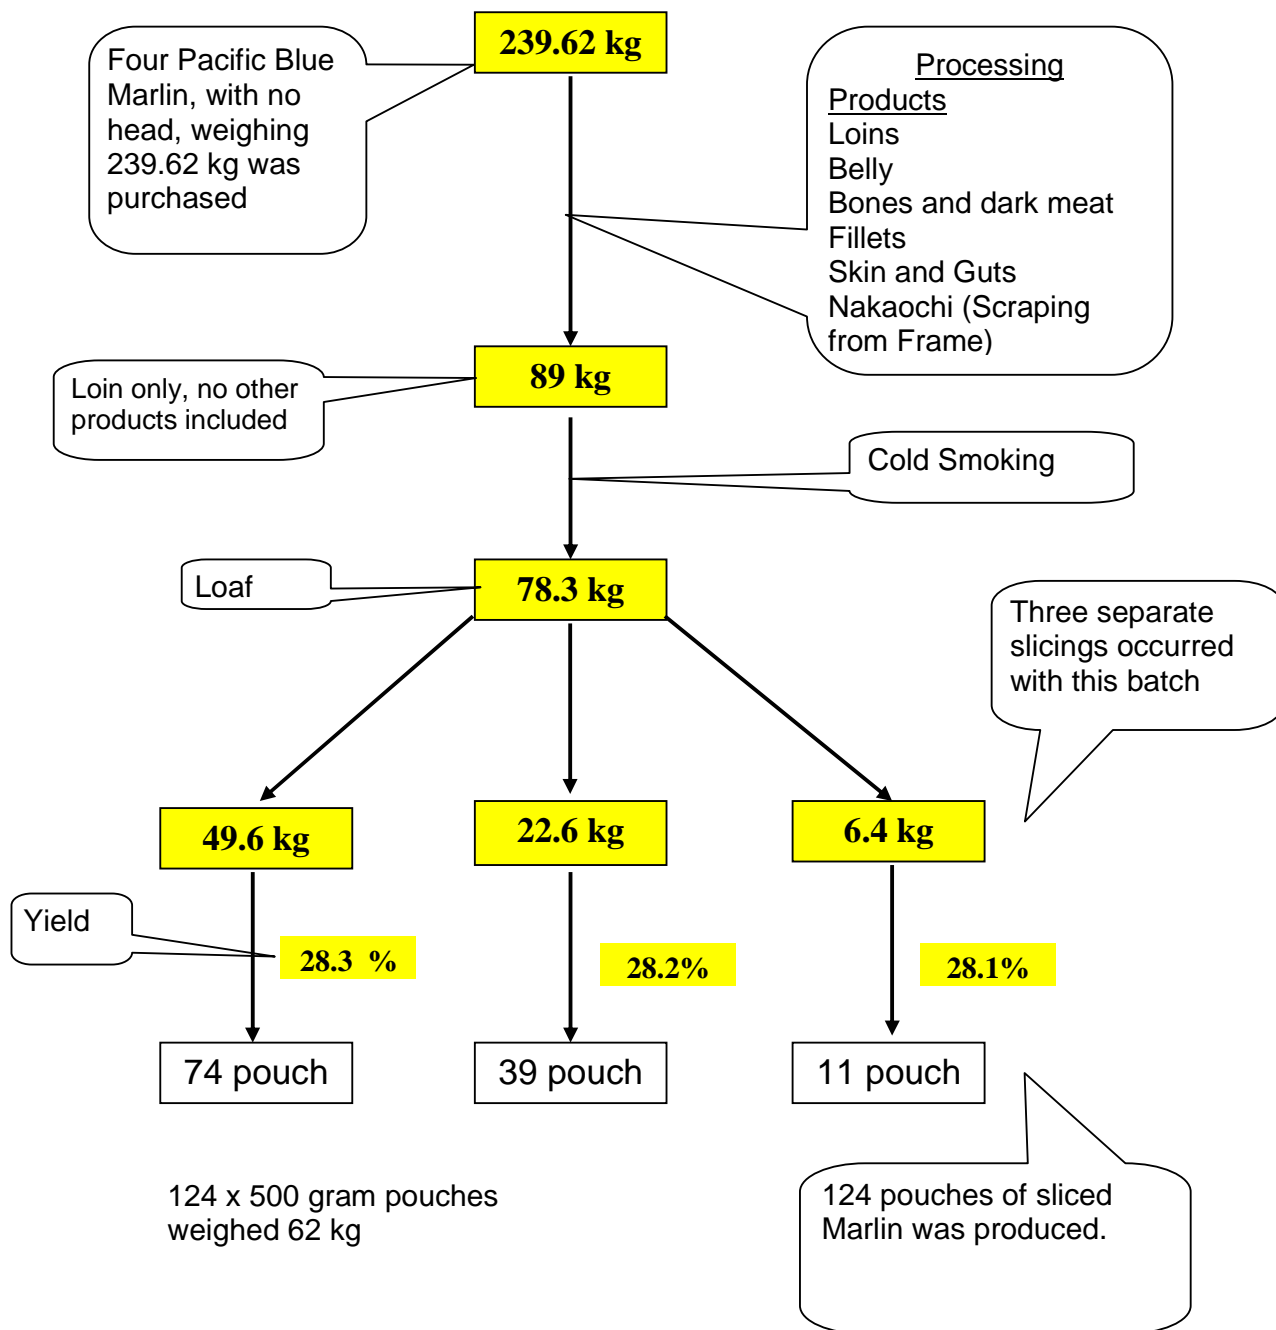 239.62 kg
Four Pacific Blue
Marlin, with no
head, weighing
239.62 kg was
purchased
Processing
Products
Loins
Belly
Bones and dark meat
Fillets
Skin and Guts
Nakaochi (Scraping
from Frame)
89 kg
Loin only, no other
products included
Cold Smoking
Loaf
78.3 kg
Three separate
slicings occurred
with this batch
49.6 kg
22.6 kg
6.4 kg
Yield
28.3 %
28.2%
28.1%
74 pouch
39 pouch
11 pouch
124 x 500 gram pouches
weighed 62 kg
124 pouches of sliced
Marlin was produced.